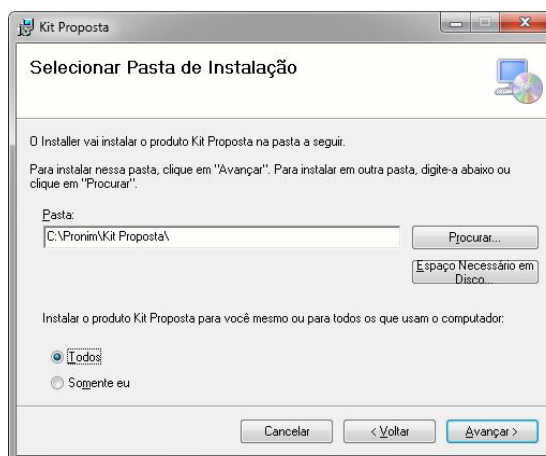 Kit Proposta
Selecionar Pasta de Instalação
O Installer vai instalar o produto Kit Proposta na pasta a seguir.
Para instalar nessa pasta, clique em "Avançar". Para instalar em outra pasta, digite-a abaixo ou
clique em "Procurar".
Pasta:
C:\Pronim\Kit Proposta\
Procurar...
Espaço Necessário em
Disco...
Instalar o produto Kit Proposta para você mesmo ou para todos os que usam o computador:
Todos
Somente eu
Cancelar
< Voltar
Avançar >